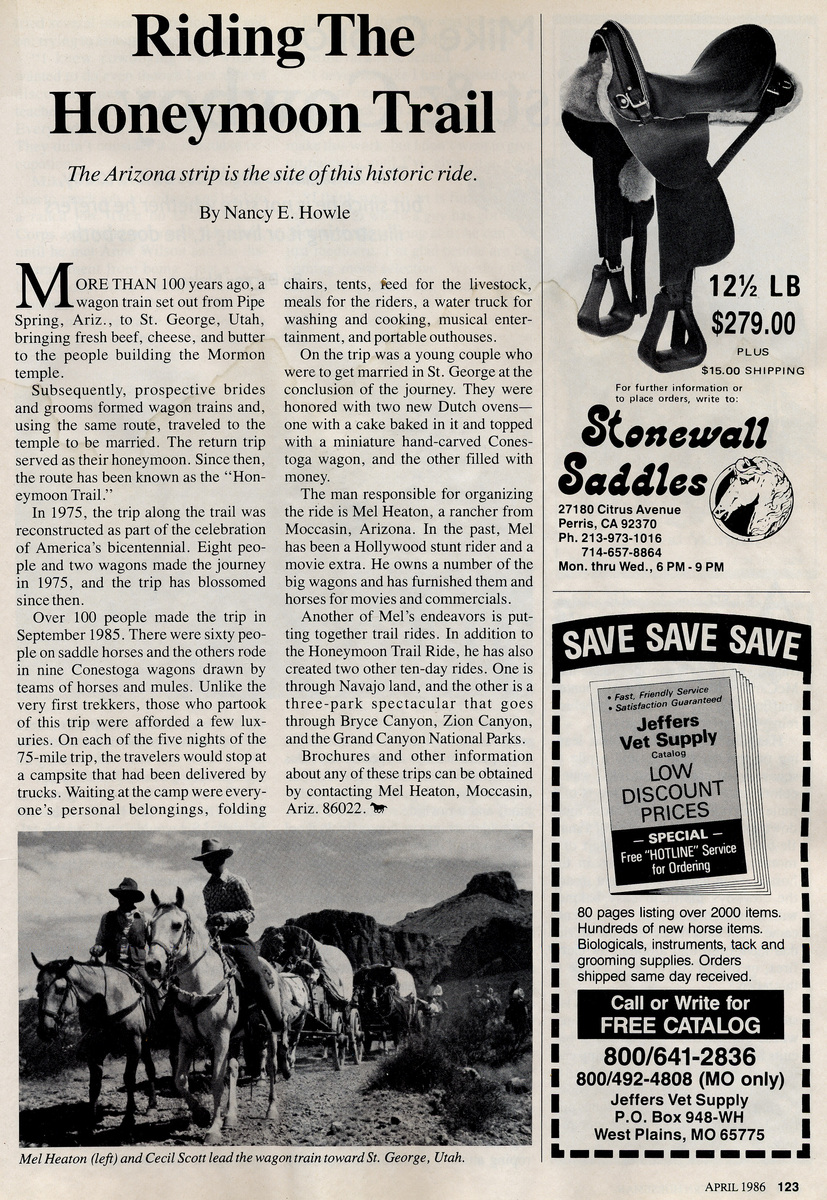 Riding The
Honeymoon Trail
The Arizona strip is the site of this historic ride.
By Nancy E. Howle
MORE THAN 100 years ago, a
wagon train set out from Pipe
Spring, Ariz., to St. George, Utah,
bringing fresh beef, cheese, and butter
to the people building the Mormon
temple.
Subsequently, prospective brides
and grooms formed wagon trains and,
using the same route, traveled to the
temple to be married. The return trip
served as their honeymoon. Since then,
the route has been known as the “Hon-
eymoon Trail.”
In 1975, the trip along the trail was
reconstructed as part of the celebration
of America's bicentennial. Eight peo-
ple and two wagons made the journey
in 1975, and the trip has blossomed
since then.
Over 100 people made the trip in
September 1985. There were sixty peo-
ple on saddle horses and the others rode
in nine Conestoga wagons drawn by
teams of horses and mules. Unlike the
very first trekkers, those who partook
of this trip were afforded a few lux-
uries. On each of the five nights of the
75-mile trip, the travelers would stop at
a campsite that had been delivered by
trucks. Waiting at the camp were every-
one's personal belongings, folding
chairs, tents, feed for the livestock,
meals for the riders, a water truck for
washing and cooking, musical enter-
tainment, and portable outhouses.
On the trip was a young couple who
were to get married in St. George at the
conclusion of the journey. They were
honored with two new Dutch ovens—
one with a cake baked in it and topped
with a miniature hand-carved Cones-
toga wagon, and the other filled with
money.
The man responsible for organizing
the ride is Mel Heaton, a rancher from
Moccasin, Arizona. In the past, Mel
has been a Hollywood stunt rider and a
movie extra. He owns a number of the
big wagons and has furnished them and
horses for movies and commercials.
Another of Mel's endeavors is put-
ting together trail rides. In addition to
the Honeymoon Trail Ride, he has also
created two other ten-day rides. One is
through Navajo land, and the other is a
three-park spectacular that goes
through Bryce Canyon, Zion Canyon,
and the Grand Canyon National Parks.
Brochures and other information
about any of these trips can be obtained
by contacting Mel Heaton, Moccasin,
Ariz. 86022.
Mel Heaton (left) and Cecil Scott lead the wagon train toward St. George, Utah.
12½ LB
$279.00
PLUS
$15.00 SHIPPING
For further information or
to place orders, write to:
Stonewall
Saddles
27180 Citrus Avenue
Perris, CA 92370
Ph. 213-973-1016
714-657-8864
Mon. thru Wed., 6 PM - 9 PM
SAVE SAVE SAVE
• Fast, Friendly Service
• Satisfaction Guaranteed
Jeffers
Vet Supply
Catalog
LOW
DISCOUNT
PRICES
— SPECIAL —
Free "HOTLINE" Service
for Ordering
80 pages listing over 2000 items.
Hundreds of new horse items.
Biologicals, instruments, tack and
grooming supplies. Orders
shipped same day received.
Call or Write for
FREE CATALOG
800/641-2836
800/492-4808 (MO only)
Jeffers Vet Supply
P.O. Box 948-WH
West Plains, MO 65775
APRIL 1986 123